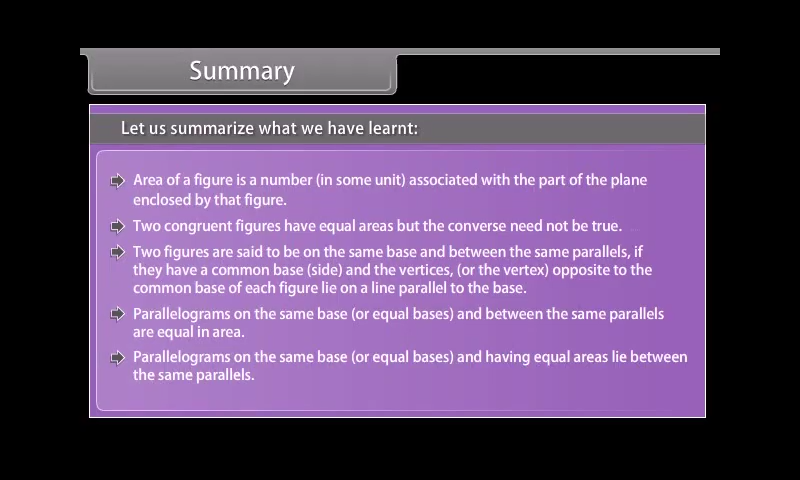 Summary
Let us summarize what we have learnt:
Area of a figure is a number (in some unit) associated with the part of the plane
enclosed by that figure.
Two congruent figures have equal areas but the converse need not be true.
Two figures are said to be on the same base and between the same parallels, if
they have a common base (side) and the vertices, (or the vertex) opposite to the
common base of each figure lie on a line parallel to the base.
Parallelograms on the same base (or equal bases) and between the same parallels
are equal in area.
Parallelograms on the same base (or equal bases) and having equal areas lie between
the same parallels.